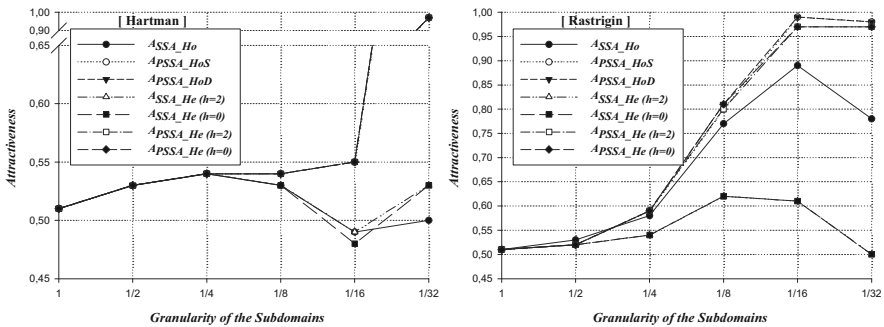 [ Hartman ]
1,00
0,90
0,65
0,60
0,55
0,50
0,45
Attractiveness
A_SSA_Ho
A_PSSA_HoS
A_PSSA_HoD
A_SSA_He (h=2)
A_SSA_He (h=0)
A_PSSA_He (h=2)
A_PSSA_He (h=0)
1 1/2 1/4 1/8 1/16 1/32
Granularity of the Subdomains
[ Rastrigin ]
1,00
0,95
0,90
0,85
0,80
0,75
0,70
0,65
0,60
0,55
0,50
0,45
Attractiveness
A_SSA_Ho
A_PSSA_HoS
A_PSSA_HoD
A_SSA_He (h=2)
A_SSA_He (h=0)
A_PSSA_He (h=2)
A_PSSA_He (h=0)
1 1/2 1/4 1/8 1/16 1/32
Granularity of the Subdomains